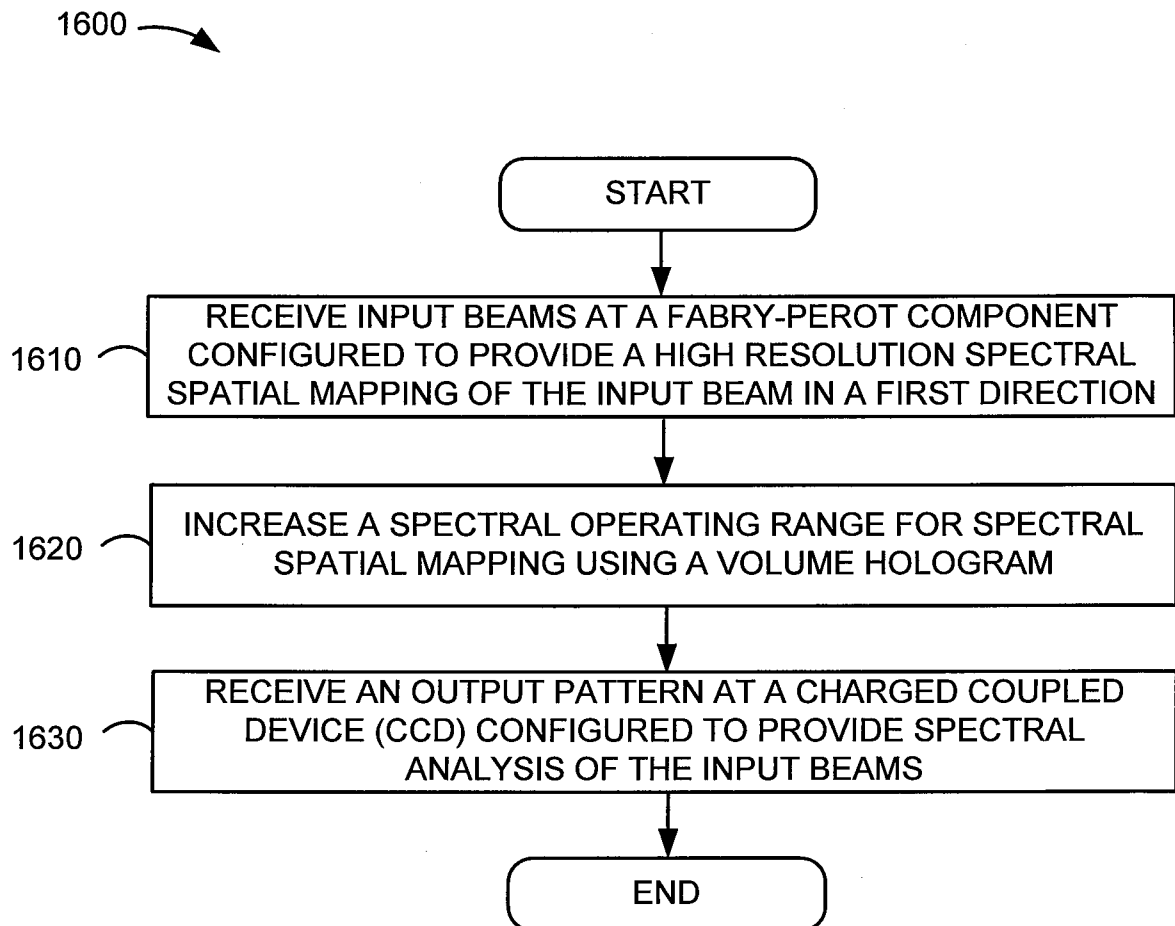 1600
START
1610
RECEIVE INPUT BEAMS AT A FABRY-PEROT COMPONENT
CONFIGURED TO PROVIDE A HIGH RESOLUTION SPECTRAL
SPATIAL MAPPING OF THE INPUT BEAM IN A FIRST DIRECTION
1620
INCREASE A SPECTRAL OPERATING RANGE FOR SPECTRAL
SPATIAL MAPPING USING A VOLUME HOLOGRAM
1630
RECEIVE AN OUTPUT PATTERN AT A CHARGED COUPLED
DEVICE (CCD) CONFIGURED TO PROVIDE SPECTRAL
ANALYSIS OF THE INPUT BEAMS
END